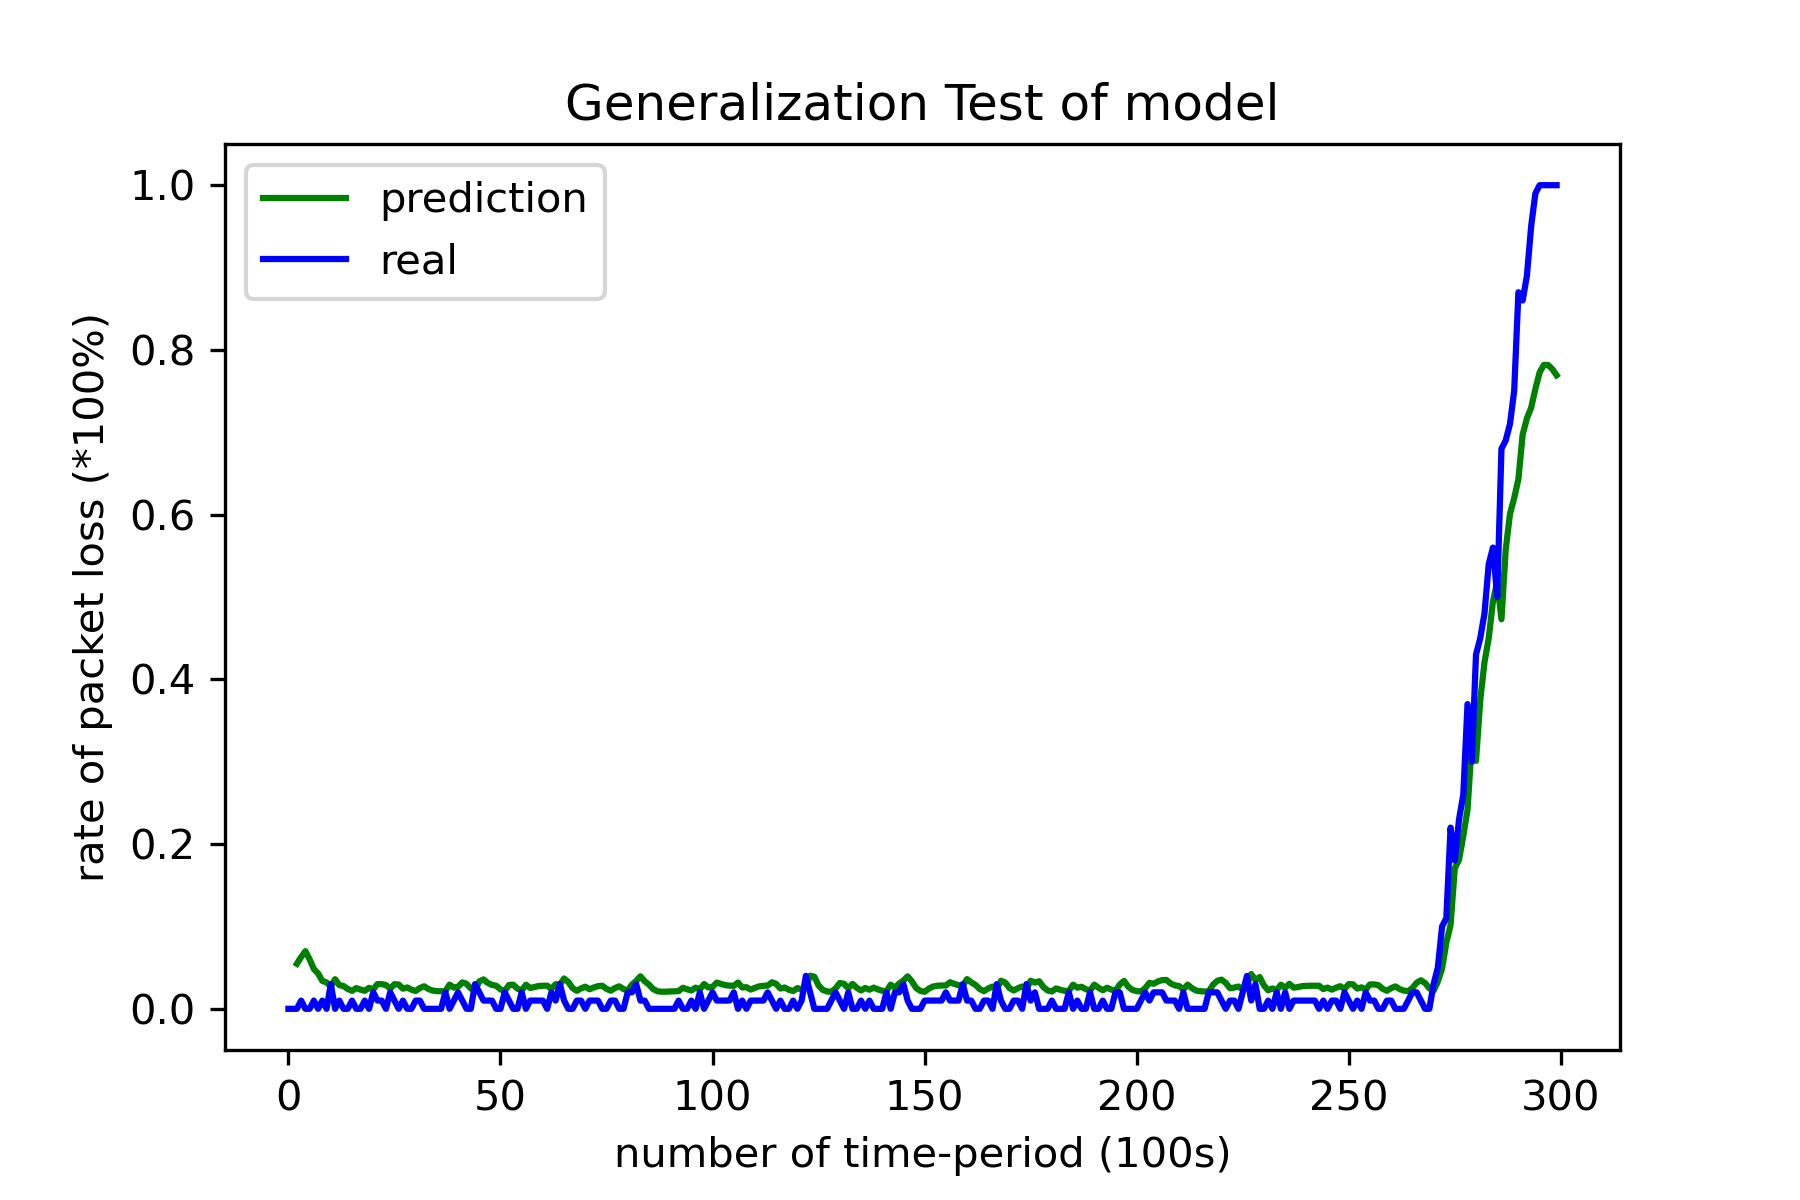 Generalization Test of model
prediction
real
1.0
0.8
0.6
0.4
0.2
0.0
rate of packet loss (*100%)
0 50 100 150 200 250 300
number of time-period (100s)